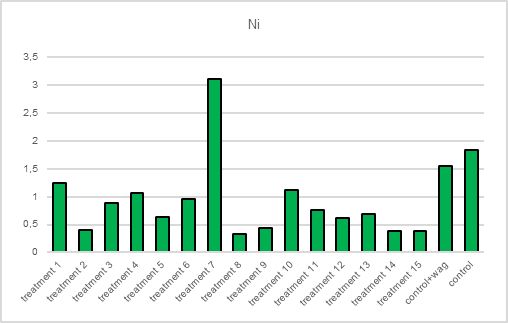 Ni
3,5
3
2,5
2
1,5
1
0,5
0
treatment 1
treatment 2
treatment 3
treatment 4
treatment 5
treatment 6
treatment 7
treatment 8
treatment 9
treatment 10
treatment 11
treatment 12
treatment 13
treatment 14
treatment 15
control+wag
control